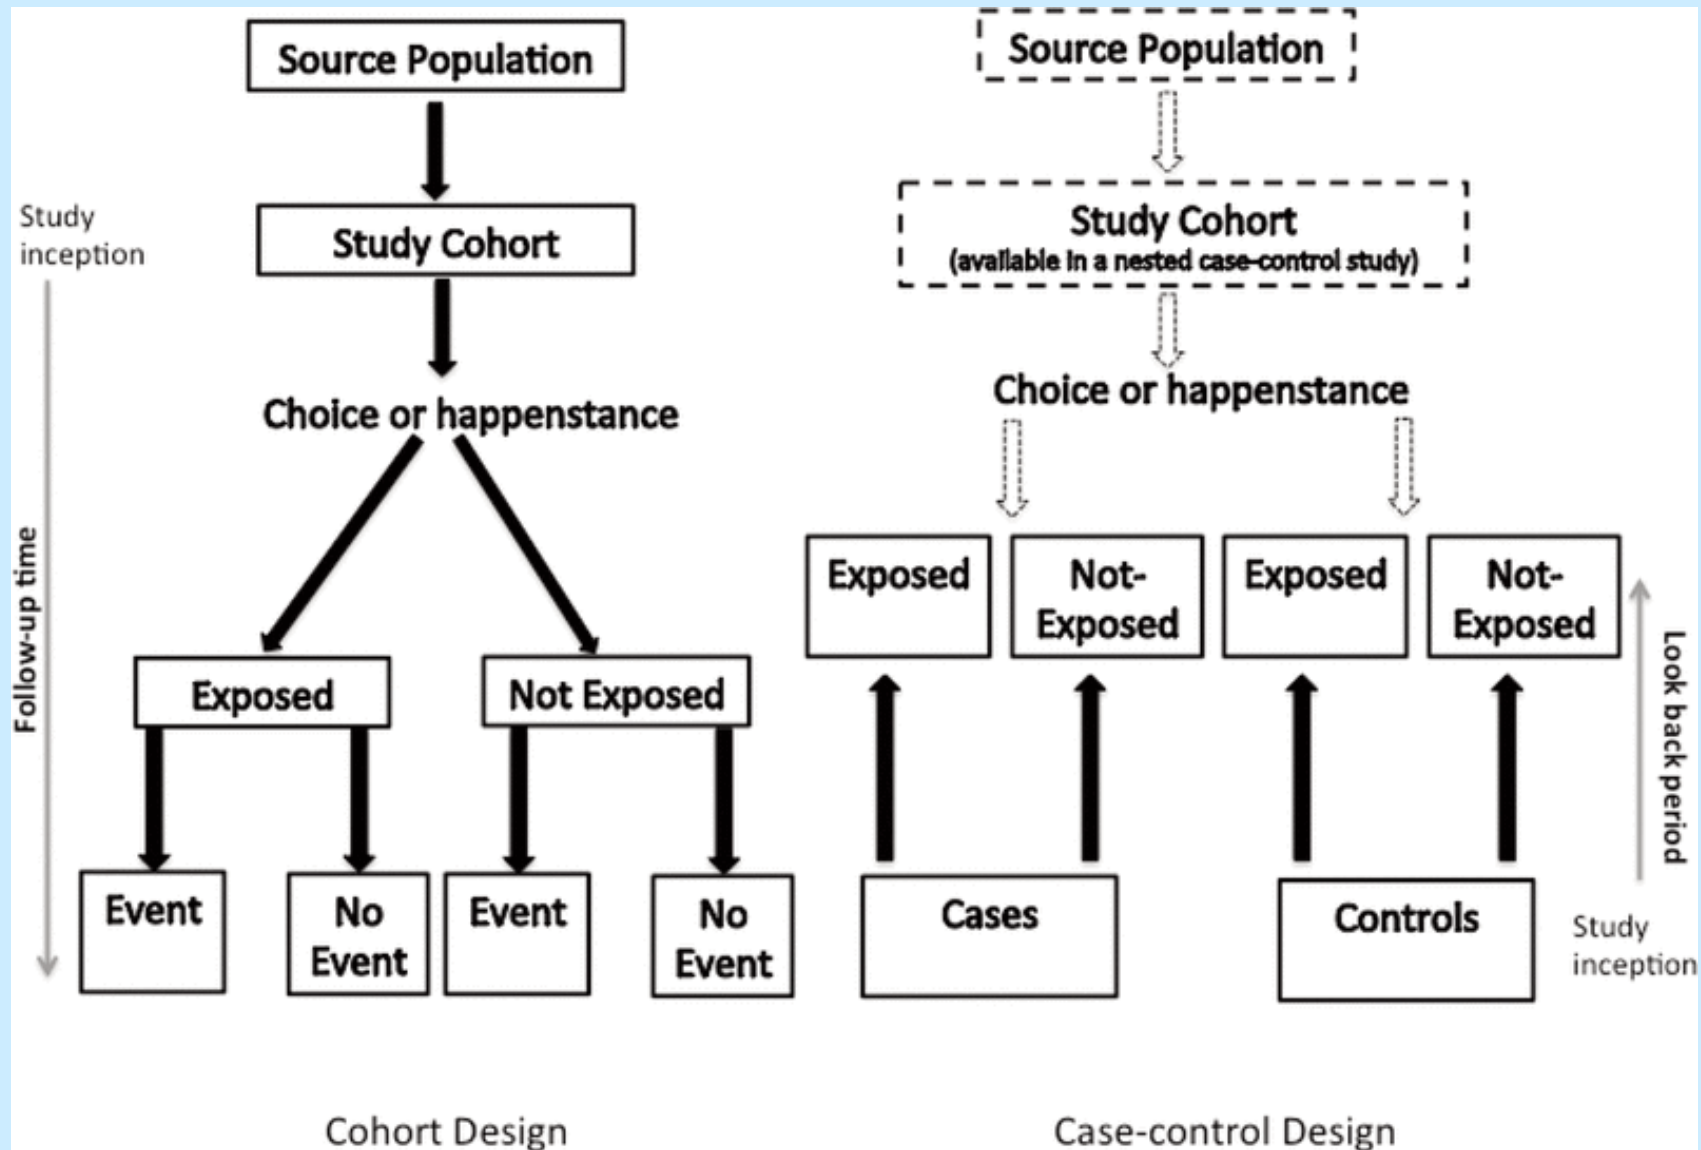 Source Population
Study
inception
Study Cohort
Choice or happenstance
Follow-up time
Exposed
Not Exposed
Event
No
Event
Event
No
Event
Cohort Design
Source Population
Study Cohort
(available in a nested case-control study)
Choice or happenstance
Exposed
Not-
Exposed
Exposed
Not-
Exposed
Look back period
Cases
Controls
Study
inception
Case-control Design